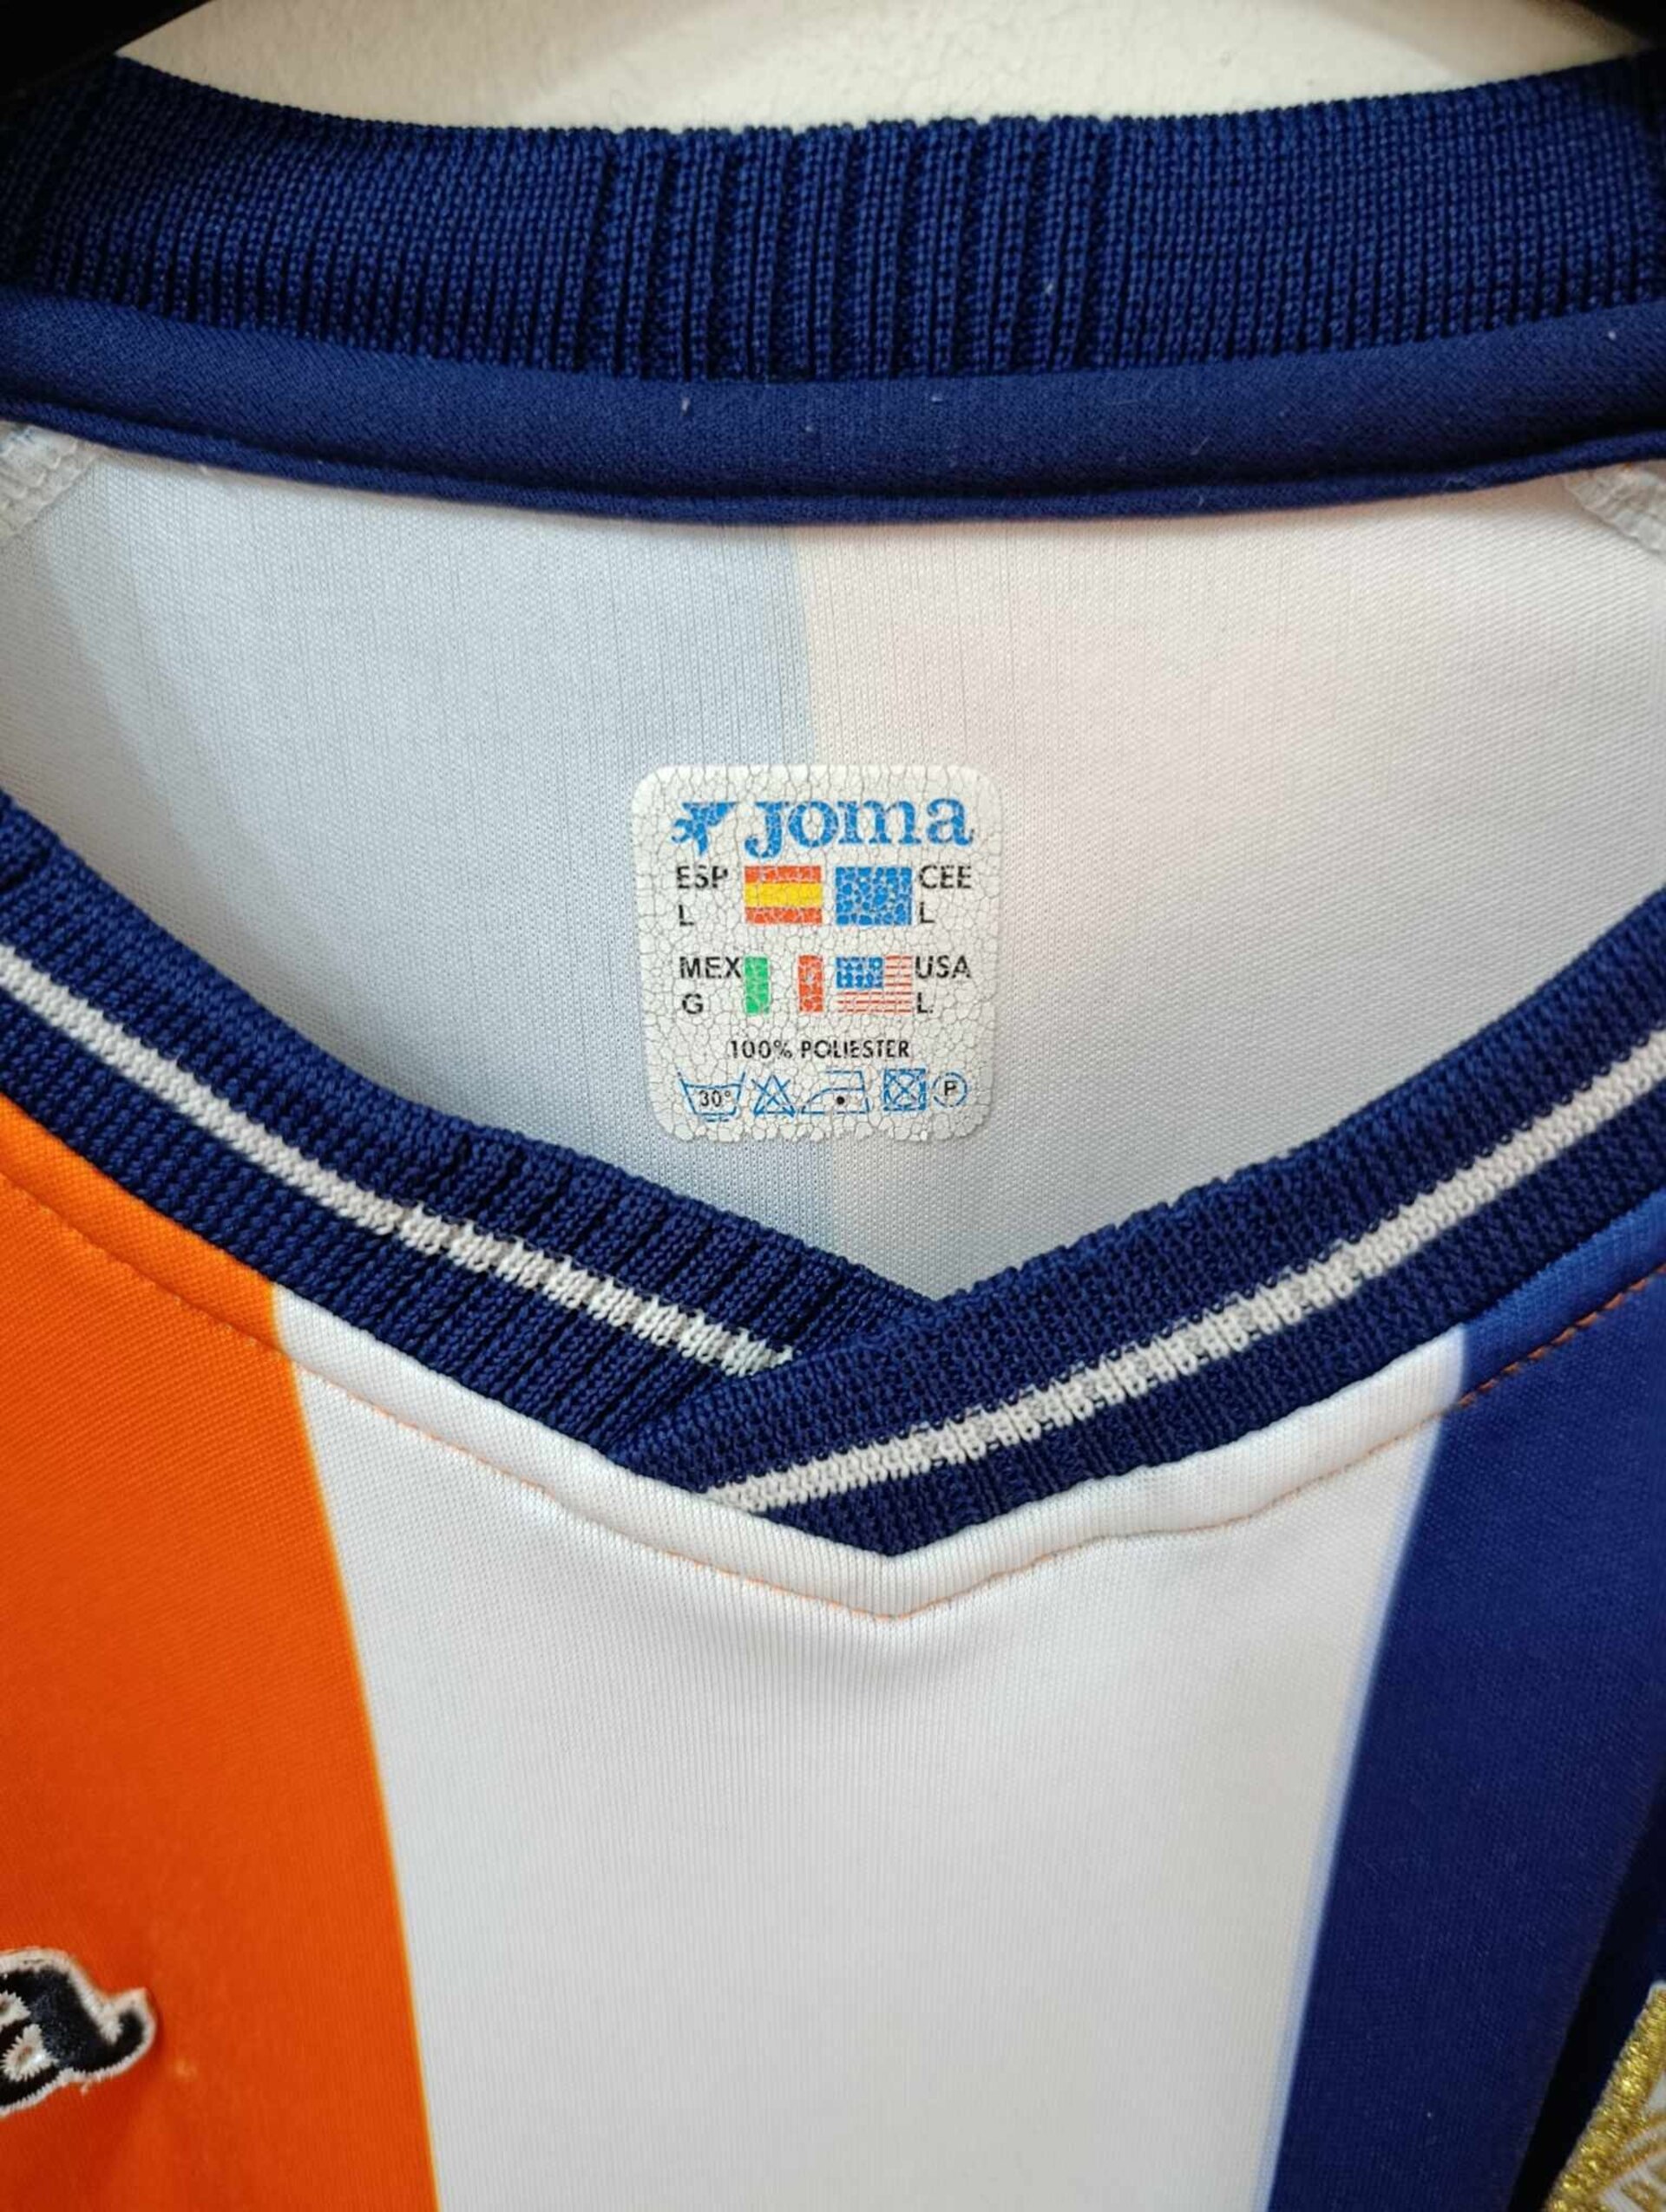 Joma
ESP CEE
L L
MEX USA
G L
100% POLIESTER
30° P
a